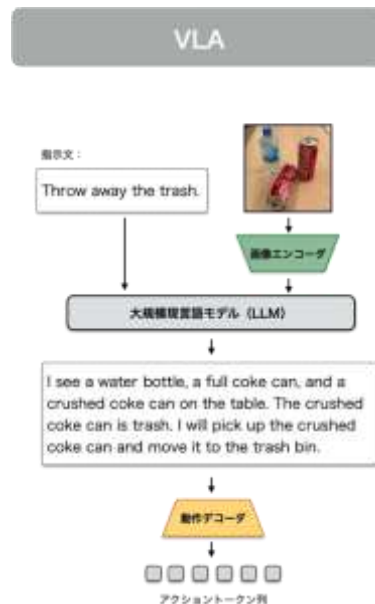 VLA
指示文：
Throw away the trash.
画像エンコーダ
大規模現言語モデル（LLM）
I see a water bottle, a full coke can, and a
crushed coke can on the table. The crushed
coke can is trash. I will pick up the crushed
coke can and move it to the trash bin.
動作デコーダ
アクショントークン列